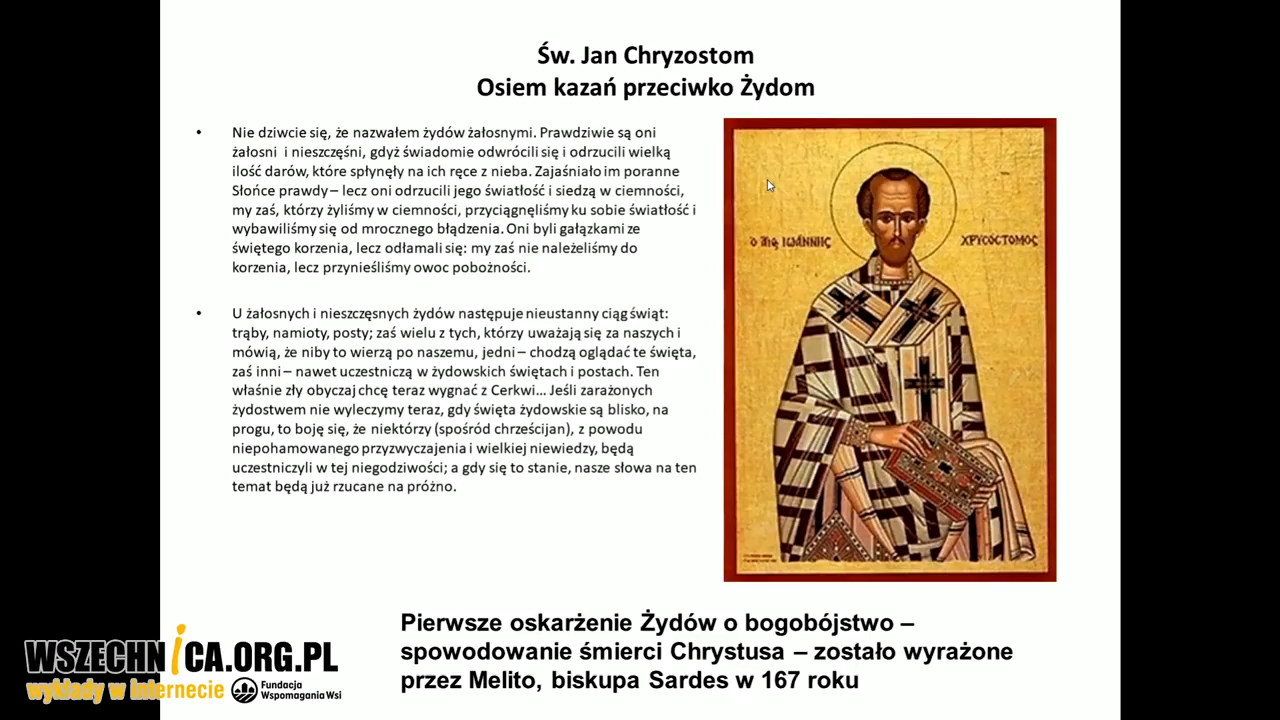 Św. Jan Chryzostom
Osiem kazań przeciwko Żydom
• Nie dziwcie się, że nazwałem żydów żałosnymi. Prawdziwie są oni
żałosni i nieszczęśni, gdyż świadomie odwrócili się i odrzucili wielką
ilość darów, które spłynęły na ich ręce z nieba. Zajaśniało im poranne
Słońce prawdy – lecz oni odrzucili jego światłość i siedzą w ciemności,
my zaś, którzy żyliśmy w ciemności, przyciągnęliśmy ku sobie światłość i
wybawiliśmy się od mrocznego błądzenia. Oni byli gałązkami ze
świętego korzenia, lecz odłamali się: my zaś nie należeliśmy do
korzenia, lecz przynieśliśmy owoc pobożności.
• U żałosnych i nieszczęsnych żydów następuje nieustanny ciąg świąt:
trąby, namioty, posty; zaś wielu z tych, którzy uważają się za naszych i
mówią, że niby to wierzą po naszemu, jedni – chodzą oglądać te święta,
zaś inni – nawet uczestniczą w żydowskich świętach i postach. Ten
właśnie zły obyczaj chcę teraz wygnać z Cerkwi... Jeśli zarażonych
żydostwem nie wyleczymy teraz, gdy święta żydowskie są blisko, na
progu, to boję się, że niektórzy (spośród chrześcijan), z powodu
niepohamowanego przyzwyczajenia i wielkiej niewiedzy, będą
uczestniczyli w tej niegodziwości; a gdy się to stanie, nasze słowa na ten
temat będą już rzucane na próżno.
ΙΩΆΝΝΗC
ΧΡΥCΌCΤΟΜΟC
Pierwsze oskarżenie Żydów o bogobójstwo –
spowodowanie śmierci Chrystusa – zostało wyrażone
przez Melito, biskupa Sardes w 167 roku
WSZECHNiCA.ORG.PL
wykłady w Internecie
Fundacja
Wspomagania Wsi